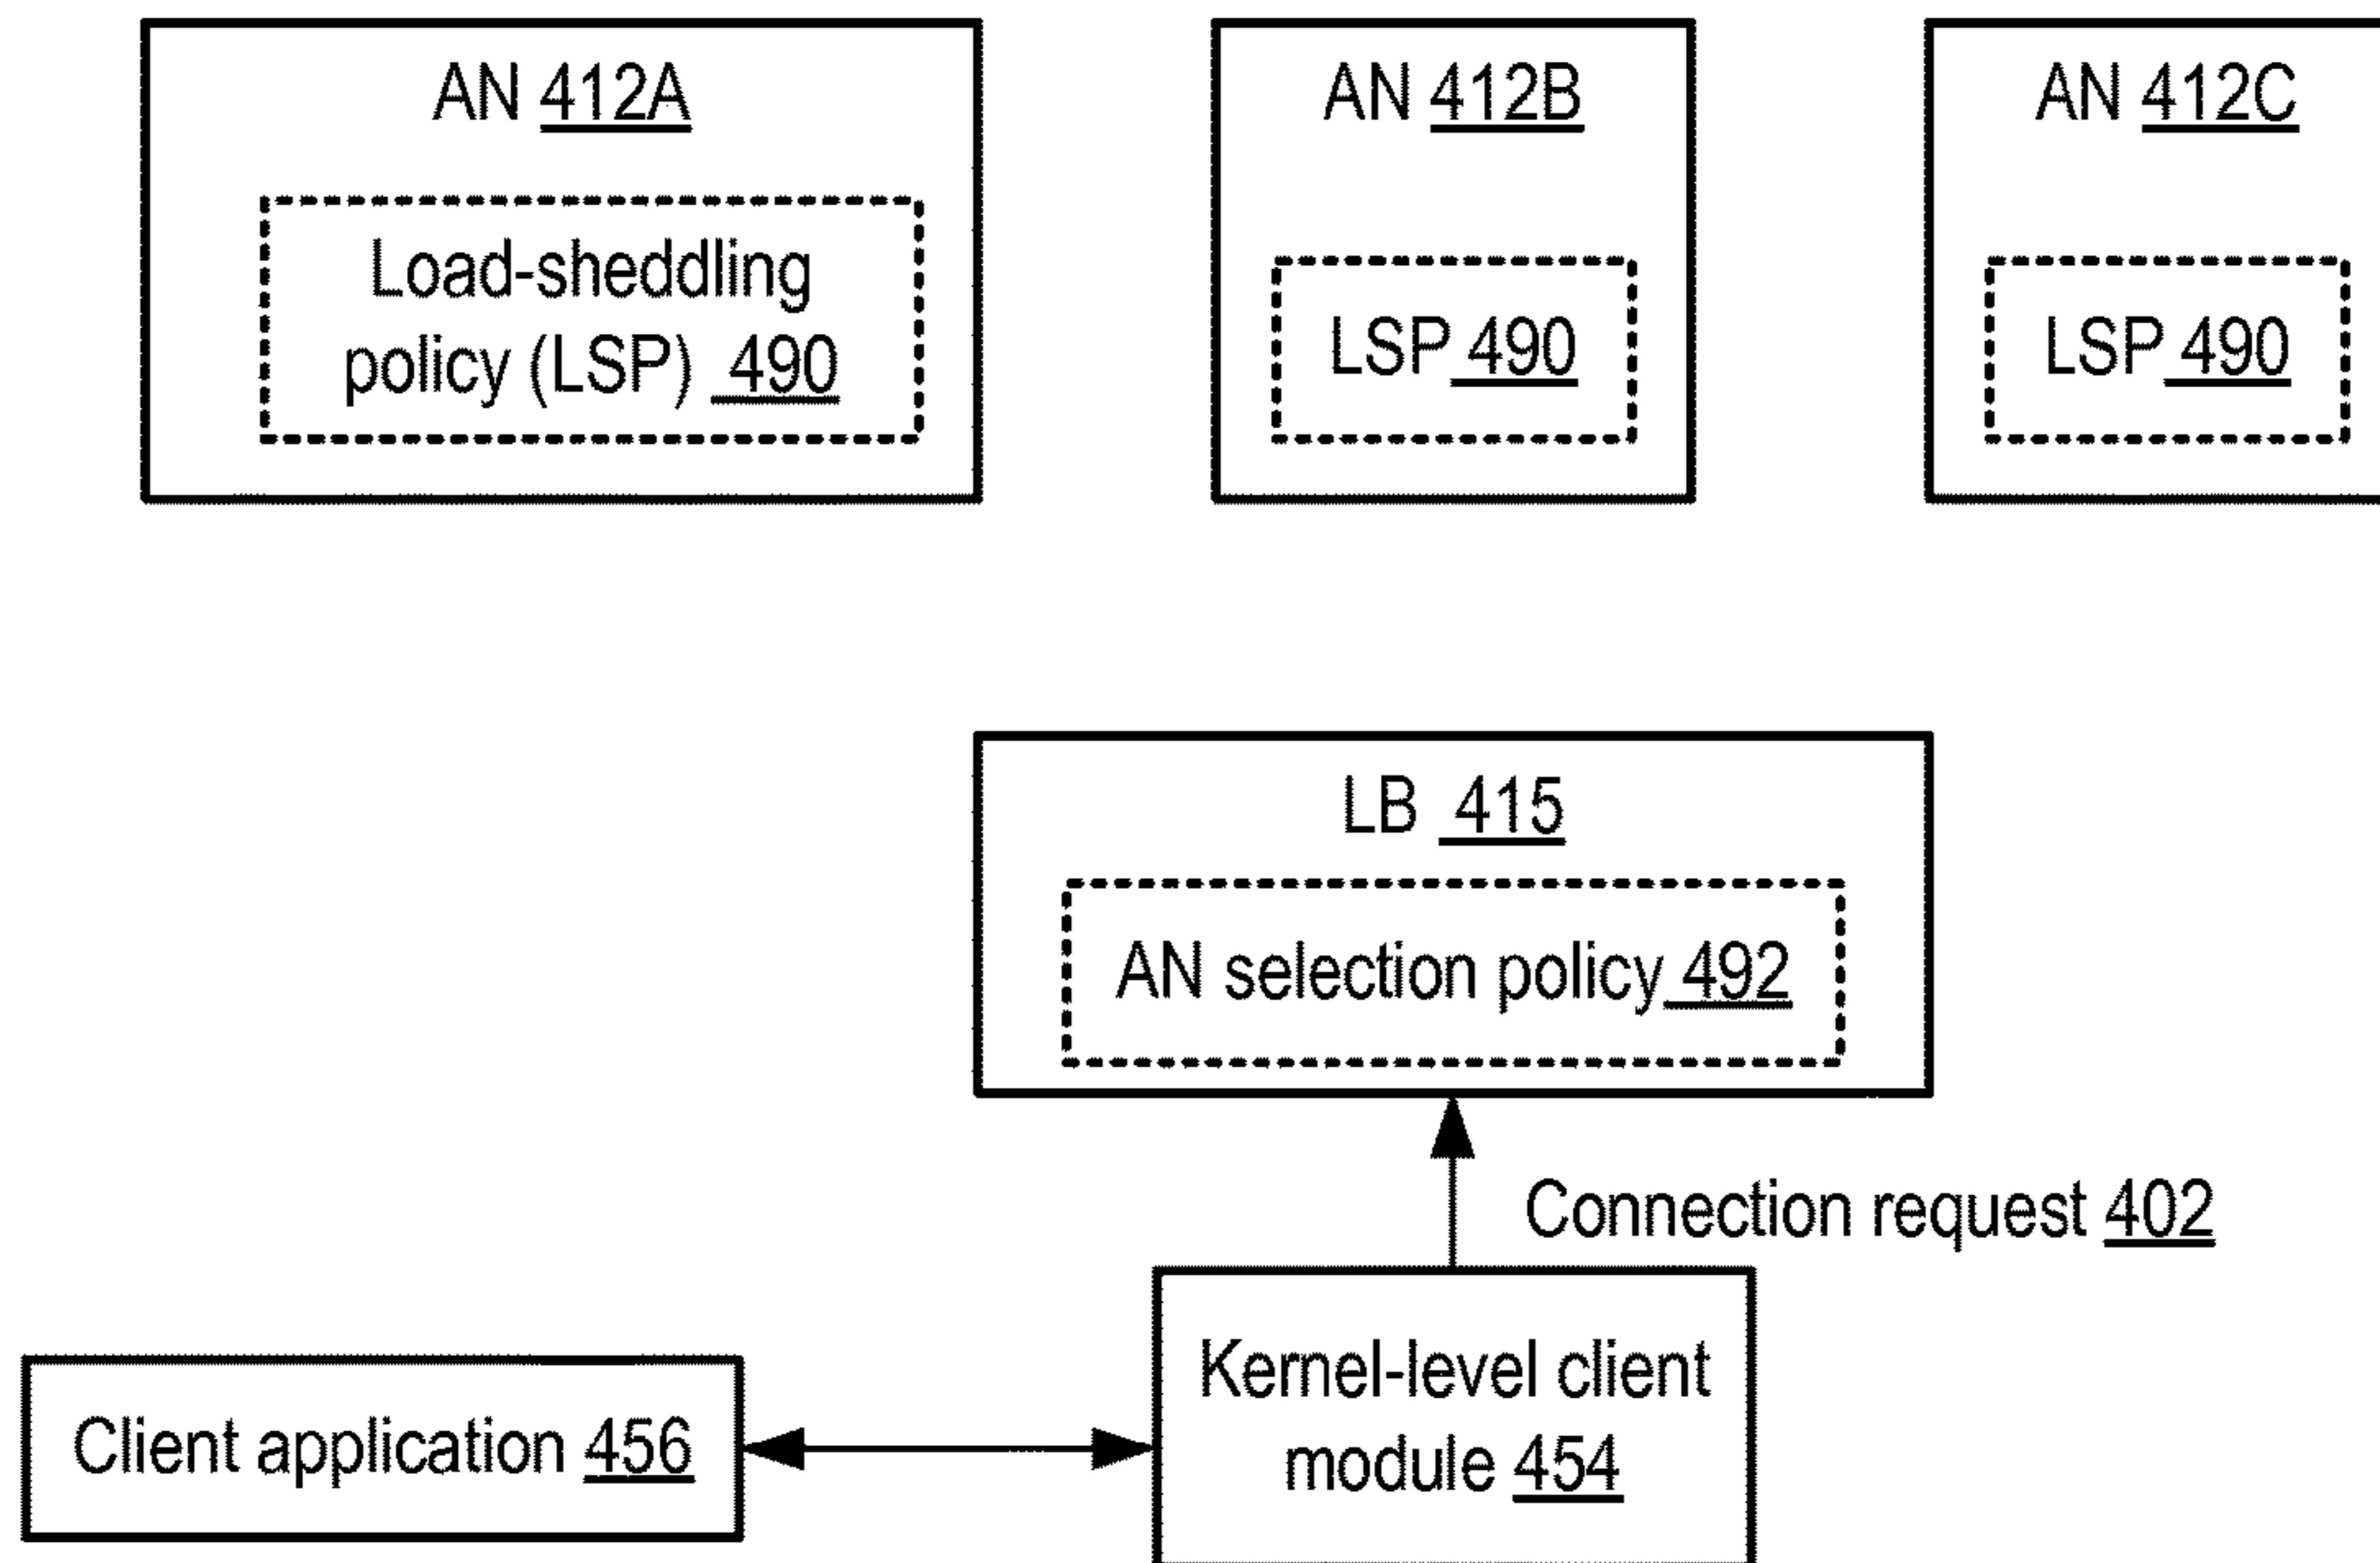 AN 412A
Load-sheddling
policy (LSP) 490
AN 412B
LSP 490
AN 412C
LSP 490
LB 415
AN selection policy 492
Connection request 402
Kernel-level client
module 454
Client application 456